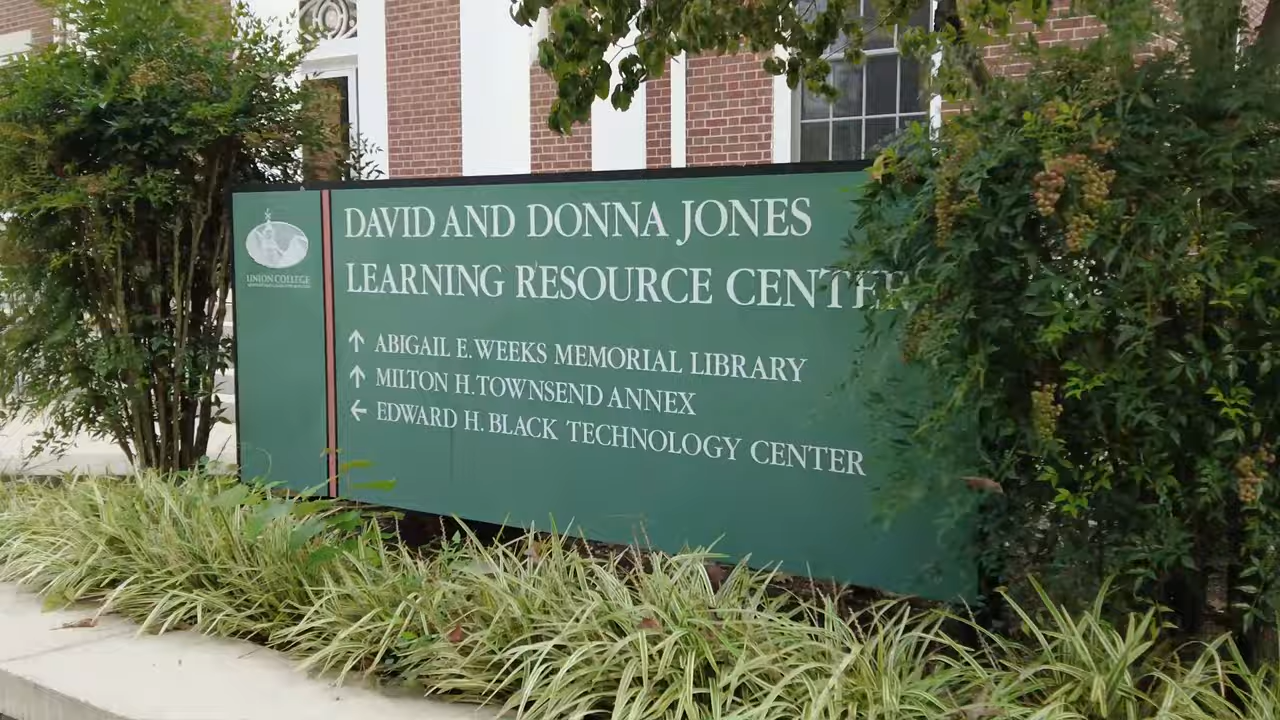 UNION COLLEGE
DAVID AND DONNA JONES
LEARNING RESOURCE CENTER
↑ ABIGAIL E. WEEKS MEMORIAL LIBRARY
↑ MILTON H. TOWNSEND ANNEX
← EDWARD H. BLACK TECHNOLOGY CENTER